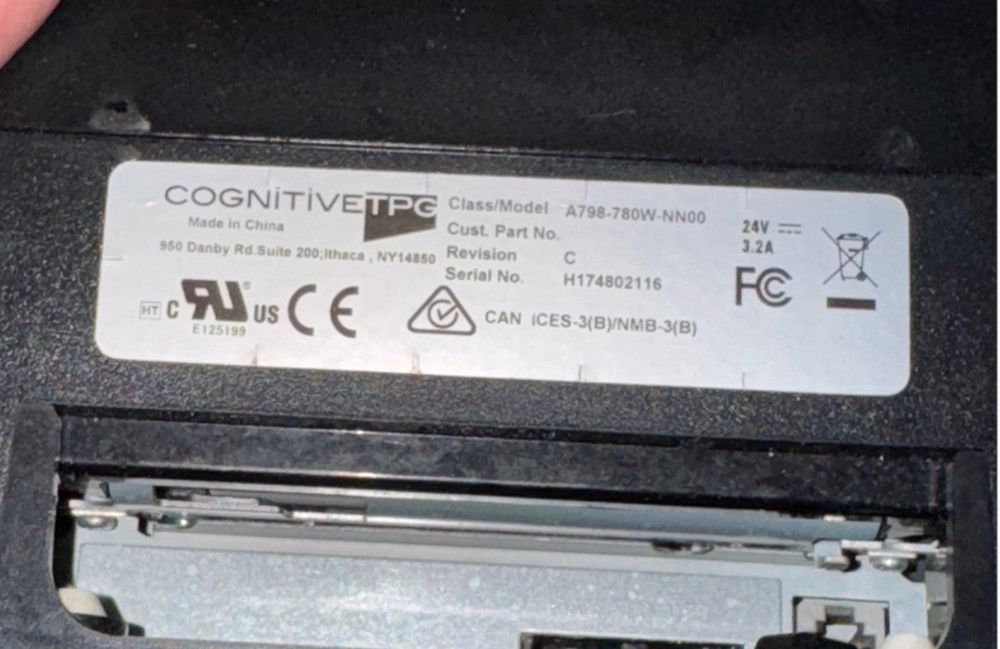 COGNiTiVETPG
Made in China
950 Danby Rd.Suite 200;Ithaca , NY14850
Class/Model A798-780W-NN00
Cust. Part No.
Revision C
Serial No. H174802116
24V
3.2A
HT
C RU® US
E125199
CE
CAN ICES-3(B)/NMB-3(B)
FC